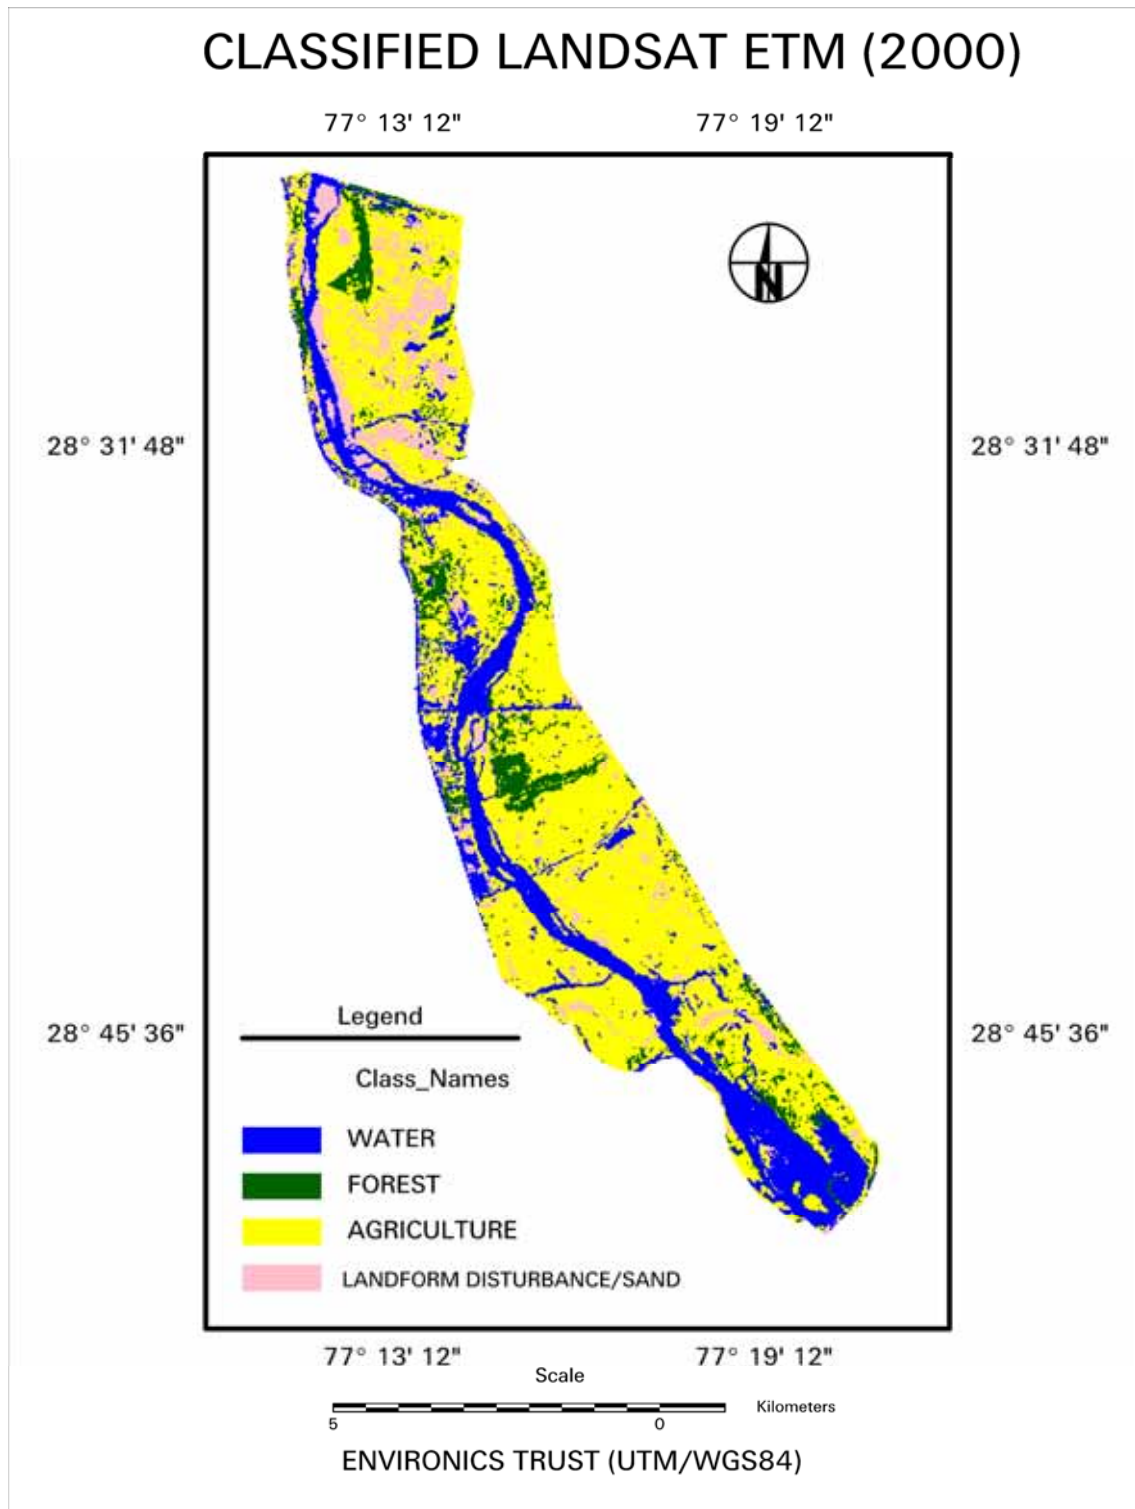 CLASSIFIED LANDSAT ETM (2000)
77° 13' 12" 77° 19' 12"
N
28° 31' 48" 28° 31' 48"
28° 45' 36" 28° 45' 36"
Legend
Class_Names
WATER
FOREST
AGRICULTURE
LANDFORM DISTURBANCE/SAND
77° 13' 12" 77° 19' 12"
Scale
Kilometers
5 0
ENVIRONICS TRUST (UTM/WGS84)